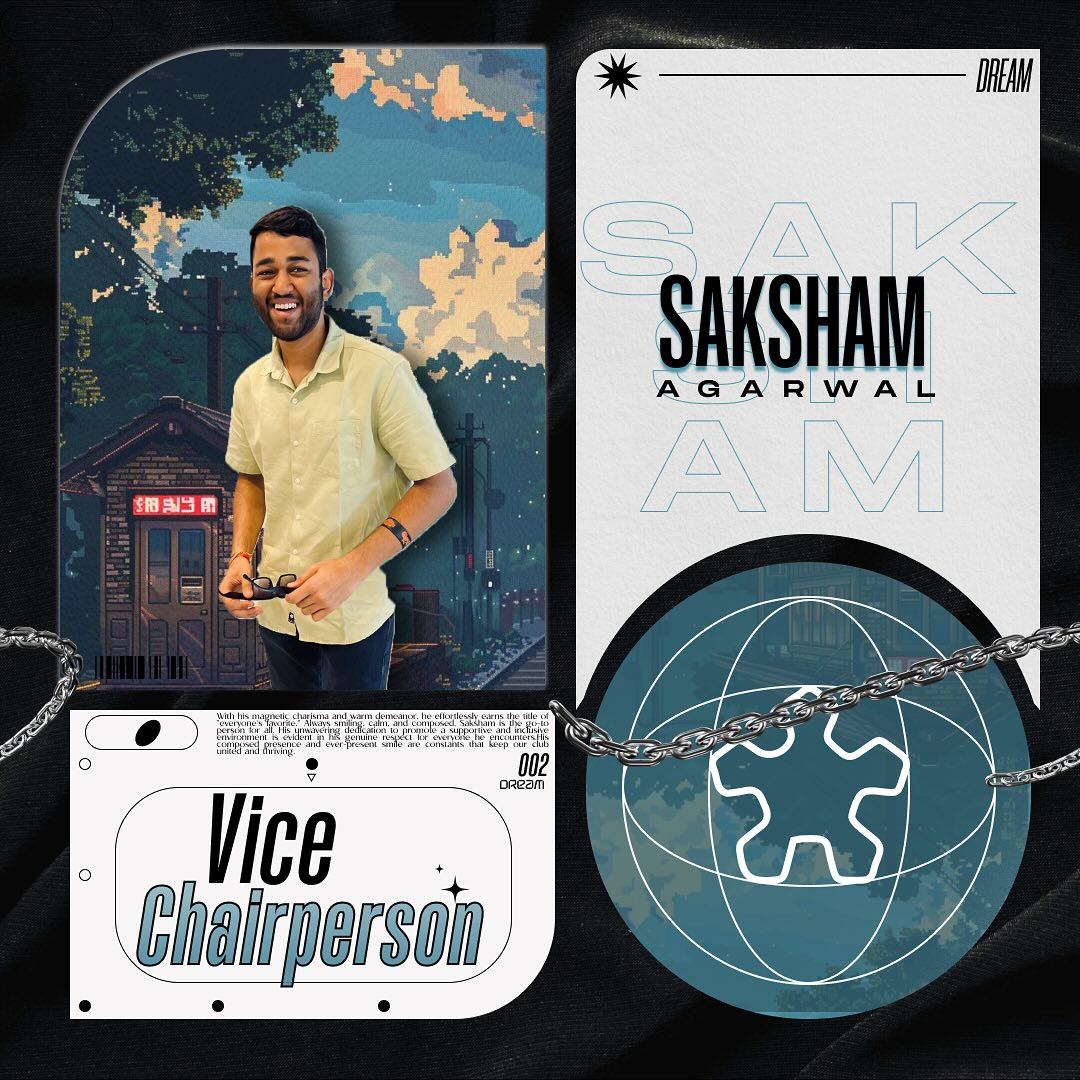 DREAM
SAK
SH
AM
SAKSHAM
AGARWAL
With his magnetic charisma and warm demeanor, he effortlessly earns the title of
"everyone's favorite." Always smiling, calm, and composed, Saksham is the go-to
person for all. His unwavering dedication to promote a supportive and inclusive
environment is evident in his genuine respect for everyone he encounters.His
composed presence and ever-present smile are constants that keep our club
united and thriving.
002
DREAM
Vice
Chairperson